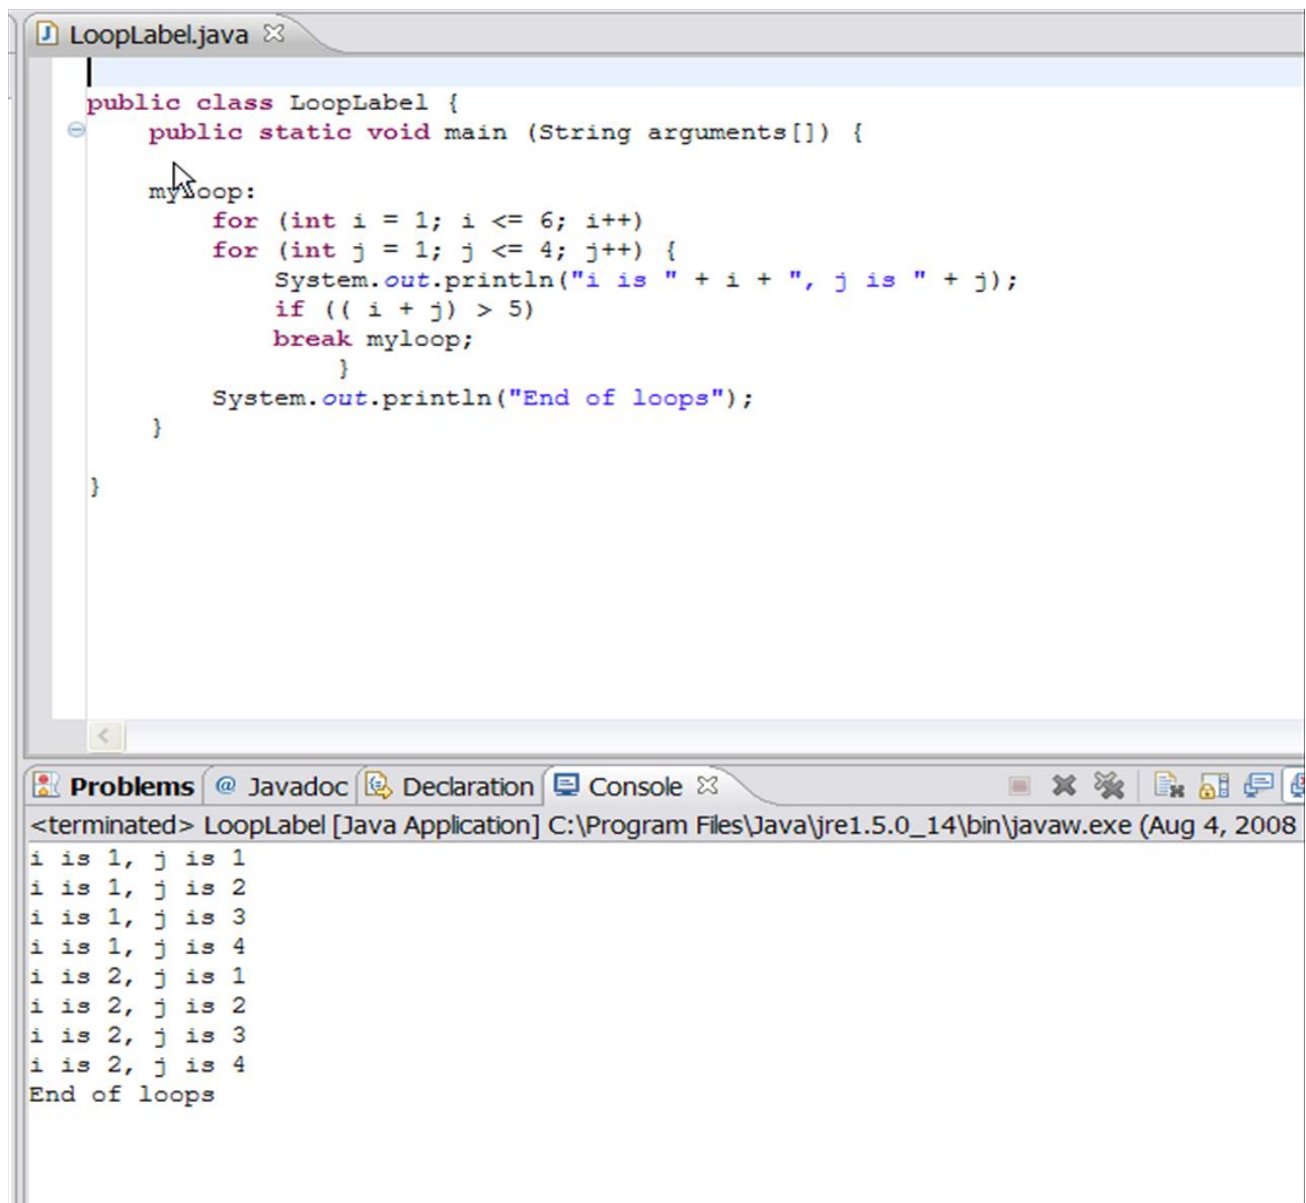 LoopLabel.java
public class LoopLabel {
public static void main (String arguments[]) {
myloop:
for (int i = 1; i <= 6; i++)
for (int j = 1; j <= 4; j++) {
System.out.println("i is " + i + ", j is " + j);
if (( i + j) > 5)
break myloop;
}
System.out.println("End of loops");
}
}
Problems @ Javadoc Declaration Console
<terminated> LoopLabel [Java Application] C:\Program Files\Java\jre1.5.0_14\bin\javaw.exe (Aug 4, 2008
i is 1, j is 1
i is 1, j is 2
i is 1, j is 3
i is 1, j is 4
i is 2, j is 1
i is 2, j is 2
i is 2, j is 3
i is 2, j is 4
End of loops